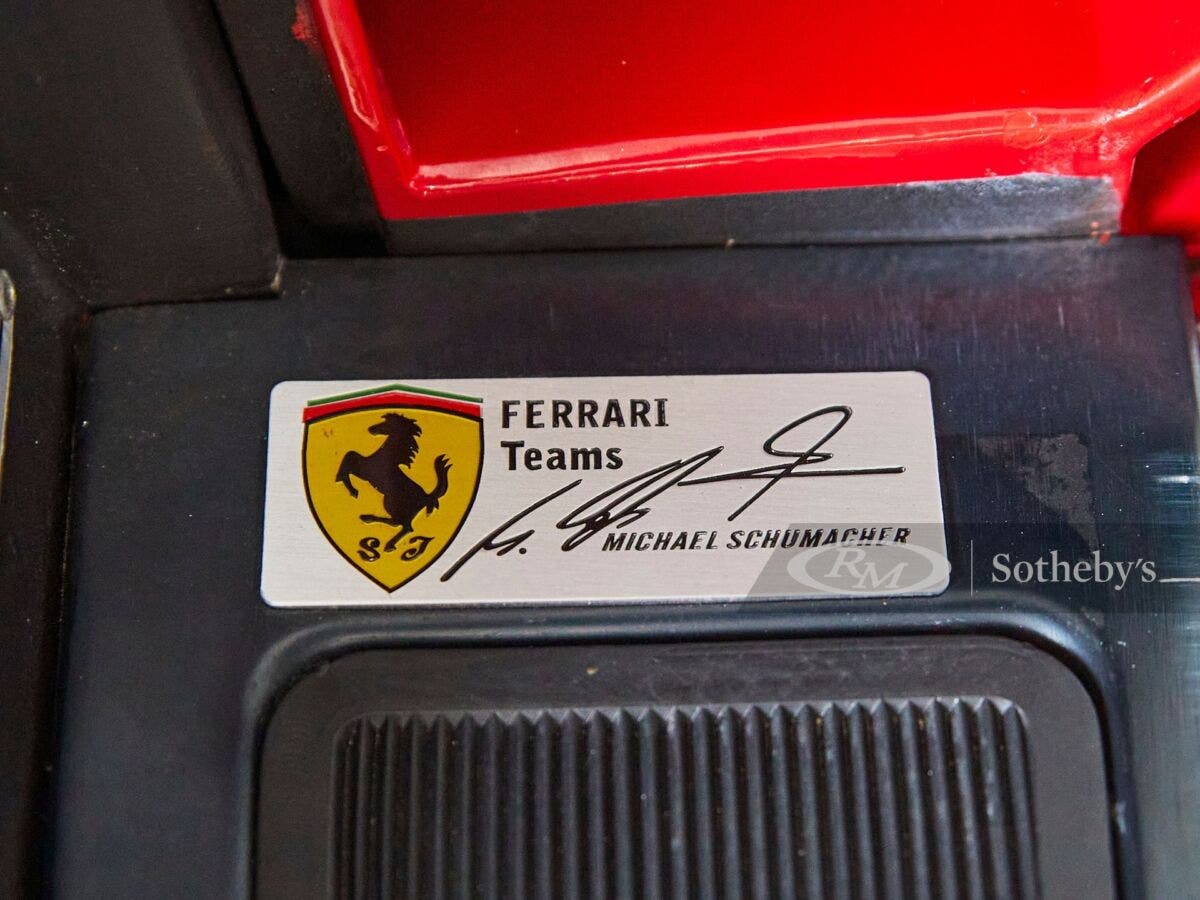 FERRARI
Teams
MICHAEL SCHUMACHER
S F
RM | Sotheby's